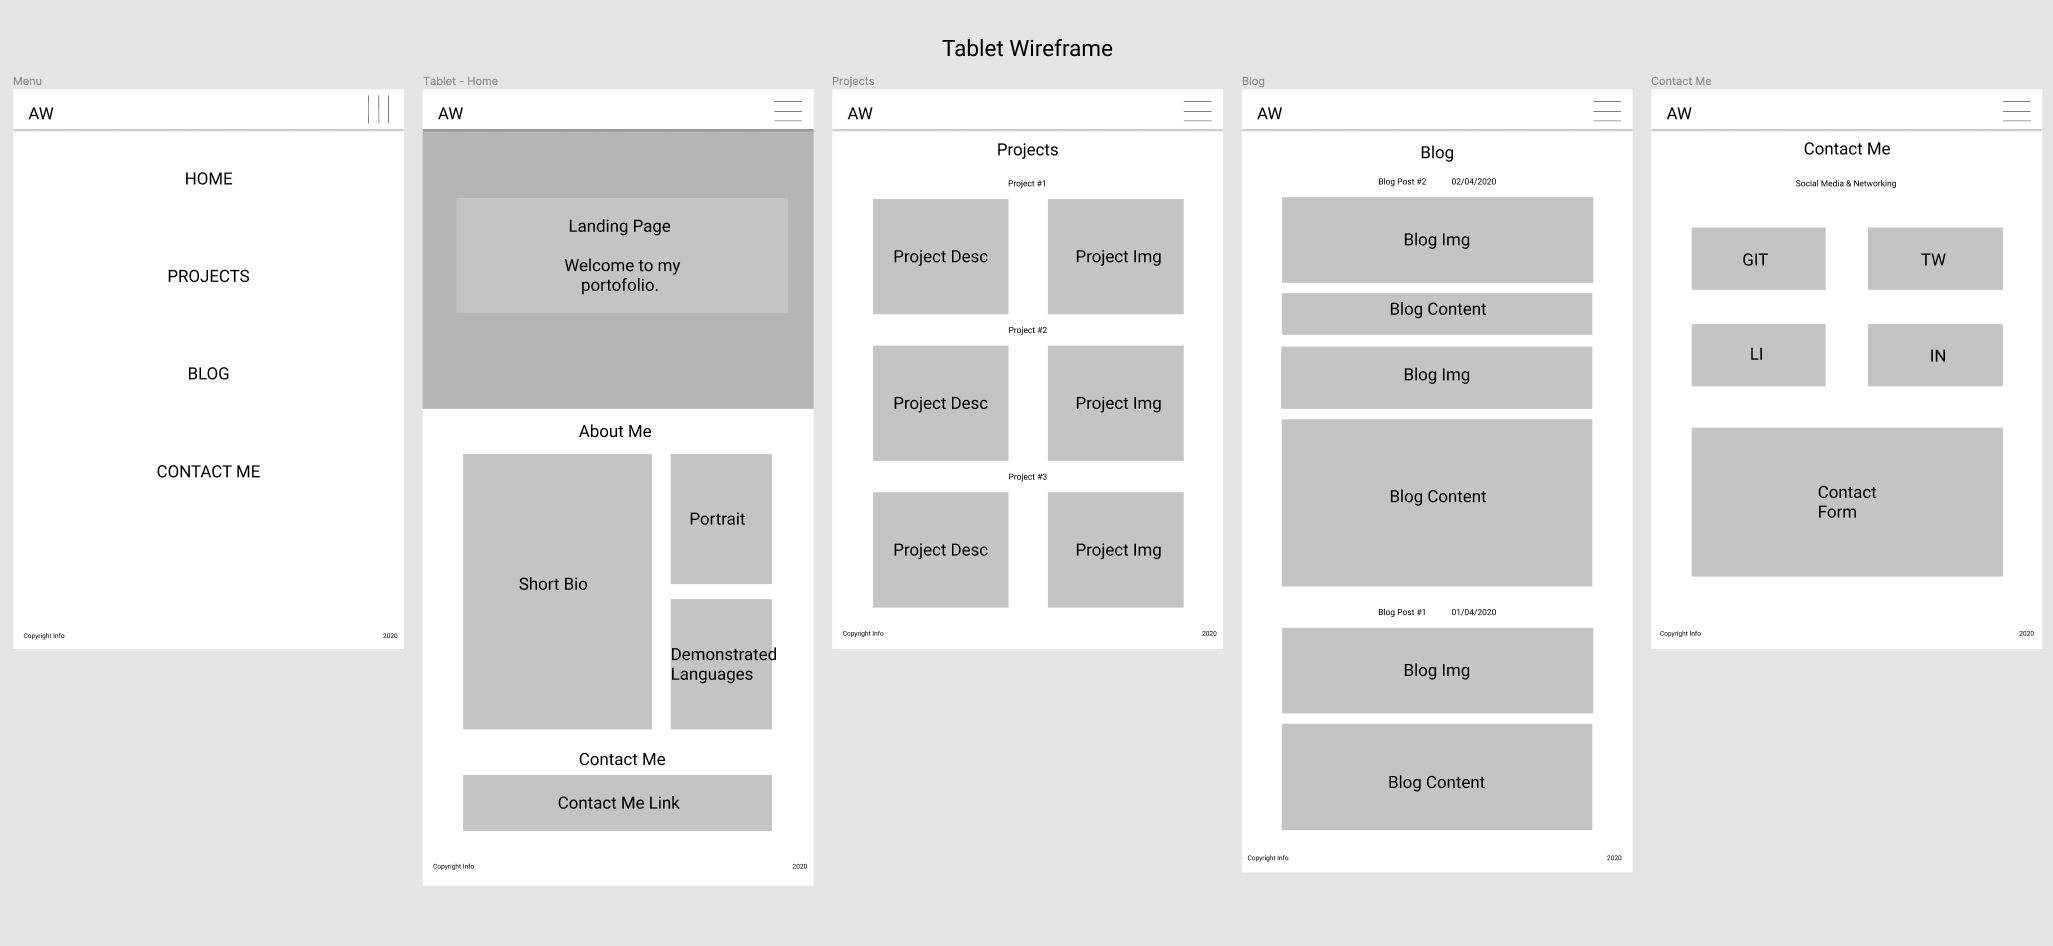 Tablet Wireframe
Menu
AW
HOME
PROJECTS
BLOG
CONTACT ME
Copyright Info
2020
Tablet - Home
AW
Landing Page
Welcome to my
portofolio.
About Me
Short Bio
Portrait
Demonstrated
Languages
Contact Me
Contact Me Link
Copyright Info
2020
Projects
AW
Projects
Project #1
Project Desc
Project Img
Project #2
Project Desc
Project Img
Project #3
Project Desc
Project Img
Copyright Info
2020
Blog
AW
Blog
Blog Post #2 02/04/2020
Blog Img
Blog Content
Blog Img
Blog Content
Blog Post #1 01/04/2020
Blog Img
Blog Content
Copyright Info
2020
Contact Me
AW
Contact Me
Social Media & Networking
GIT
TW
LI
IN
Contact
Form
Copyright Info
2020